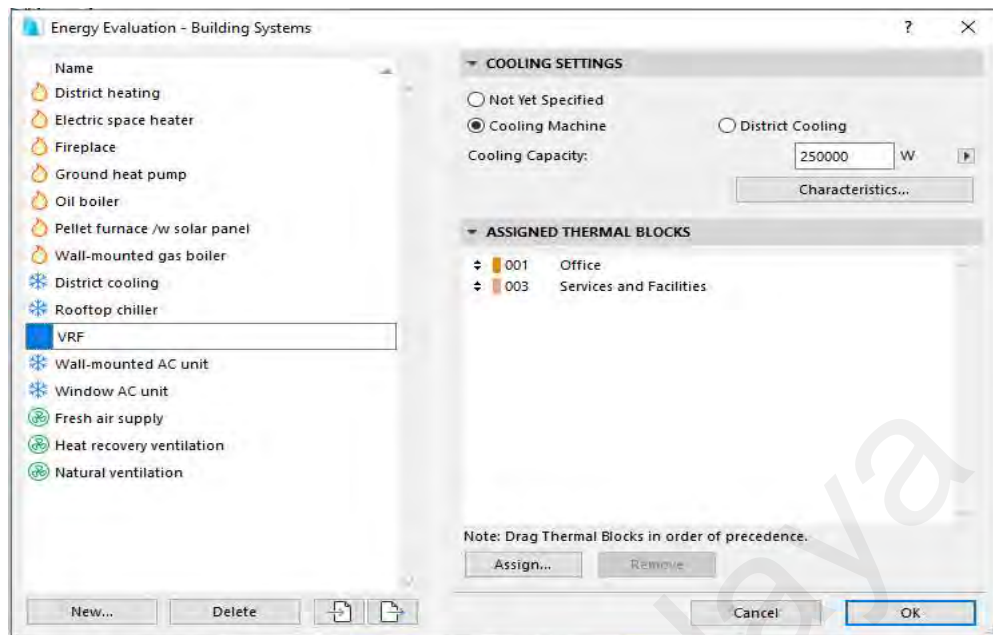 Energy Evaluation - Building Systems
?
Name
District heating
Electric space heater
Fireplace
Ground heat pump
Oil boiler
Pellet furnace /w solar panel
Wall-mounted gas boiler
District cooling
Rooftop chiller
VRF
Wall-mounted AC unit
Window AC unit
Fresh air supply
Heat recovery ventilation
Natural ventilation
New...
Delete
COOLING SETTINGS
Not Yet Specified
Cooling Machine
District Cooling
Cooling Capacity:
250000 W
Characteristics...
ASSIGNED THERMAL BLOCKS
001 Office
003 Services and Facilities
Note: Drag Thermal Blocks in order of precedence.
Assign...
Remove
Cancel
OK